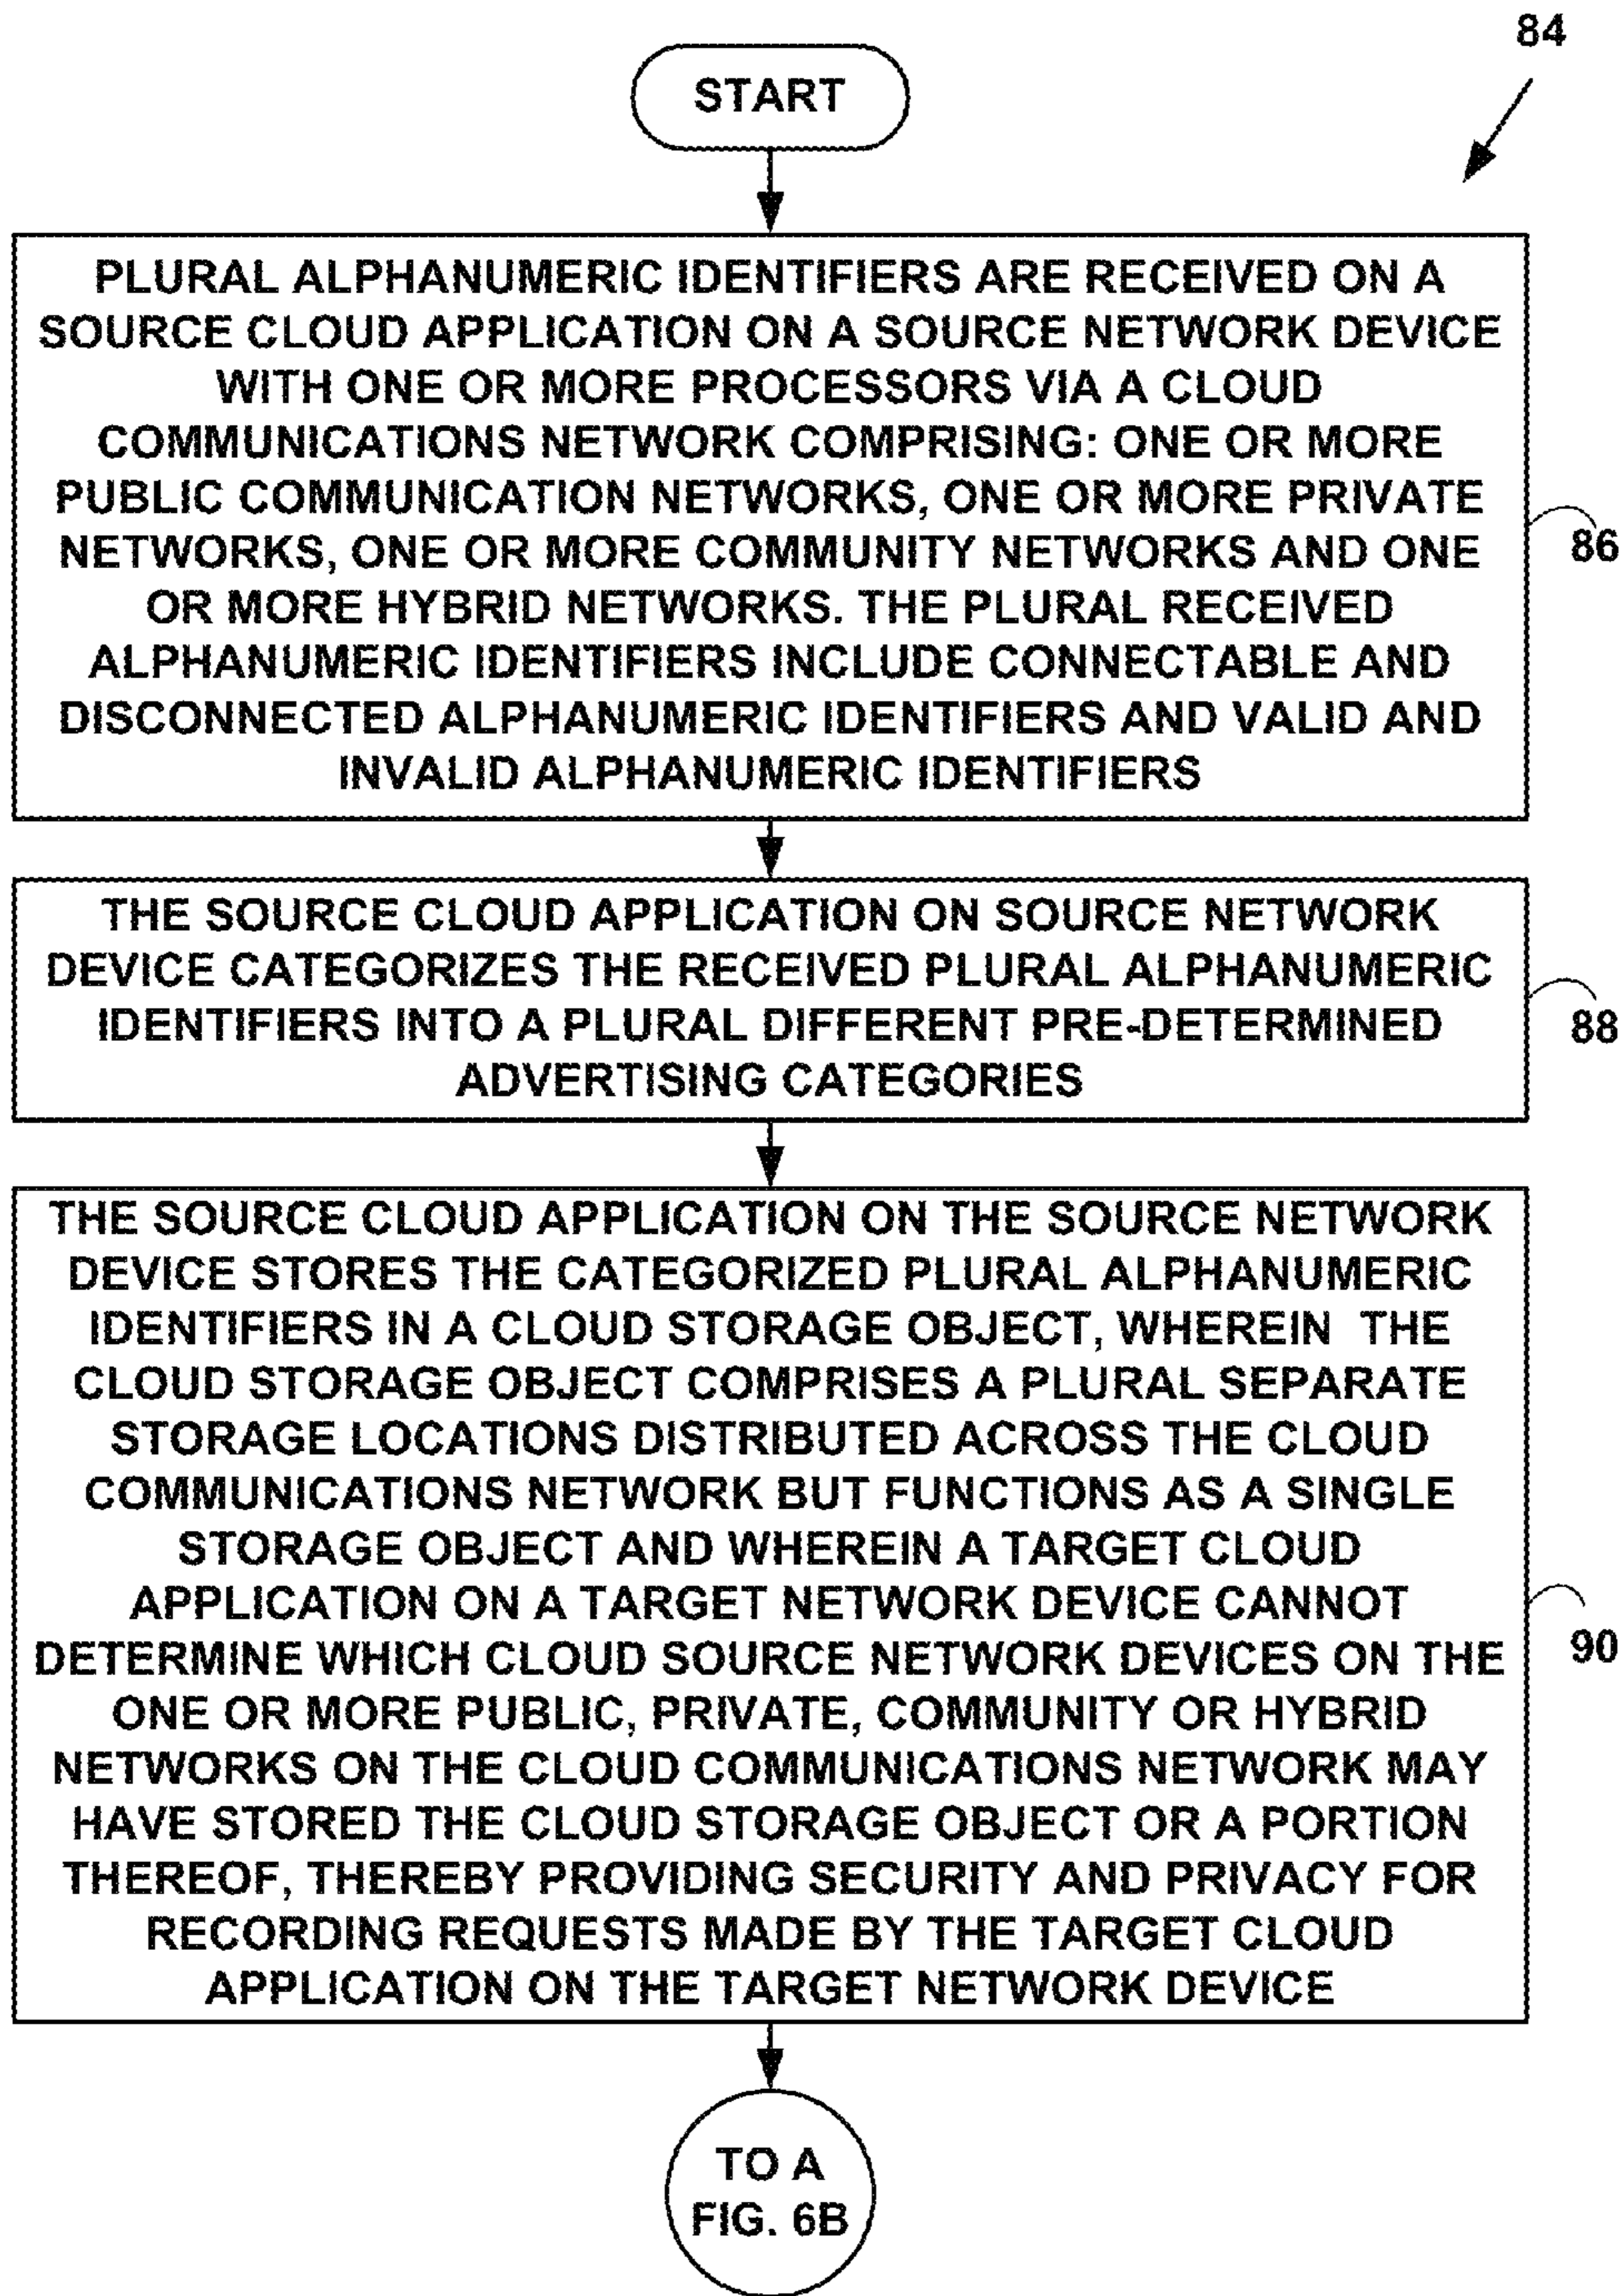 84
START
PLURAL ALPHANUMERIC IDENTIFIERS ARE RECEIVED ON A
SOURCE CLOUD APPLICATION ON A SOURCE NETWORK DEVICE
WITH ONE OR MORE PROCESSORS VIA A CLOUD
COMMUNICATIONS NETWORK COMPRISING: ONE OR MORE
PUBLIC COMMUNICATION NETWORKS, ONE OR MORE PRIVATE
NETWORKS, ONE OR MORE COMMUNITY NETWORKS AND ONE
OR MORE HYBRID NETWORKS. THE PLURAL RECEIVED
ALPHANUMERIC IDENTIFIERS INCLUDE CONNECTABLE AND
DISCONNECTED ALPHANUMERIC IDENTIFIERS AND VALID AND
INVALID ALPHANUMERIC IDENTIFIERS
86
THE SOURCE CLOUD APPLICATION ON SOURCE NETWORK
DEVICE CATEGORIZES THE RECEIVED PLURAL ALPHANUMERIC
IDENTIFIERS INTO A PLURAL DIFFERENT PRE-DETERMINED
ADVERTISING CATEGORIES
88
THE SOURCE CLOUD APPLICATION ON THE SOURCE NETWORK
DEVICE STORES THE CATEGORIZED PLURAL ALPHANUMERIC
IDENTIFIERS IN A CLOUD STORAGE OBJECT, WHEREIN THE
CLOUD STORAGE OBJECT COMPRISES A PLURAL SEPARATE
STORAGE LOCATIONS DISTRIBUTED ACROSS THE CLOUD
COMMUNICATIONS NETWORK BUT FUNCTIONS AS A SINGLE
STORAGE OBJECT AND WHEREIN A TARGET CLOUD
APPLICATION ON A TARGET NETWORK DEVICE CANNOT
DETERMINE WHICH CLOUD SOURCE NETWORK DEVICES ON THE
ONE OR MORE PUBLIC, PRIVATE, COMMUNITY OR HYBRID
NETWORKS ON THE CLOUD COMMUNICATIONS NETWORK MAY
HAVE STORED THE CLOUD STORAGE OBJECT OR A PORTION
THEREOF, THEREBY PROVIDING SECURITY AND PRIVACY FOR
RECORDING REQUESTS MADE BY THE TARGET CLOUD
APPLICATION ON THE TARGET NETWORK DEVICE
90
TO A
FIG. 6B